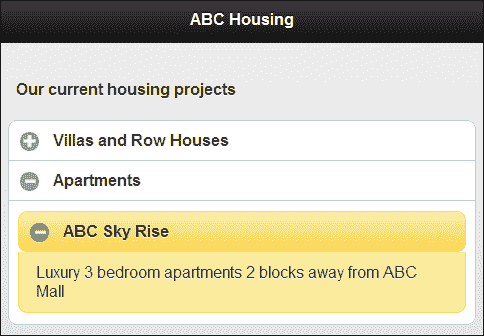 ABC Housing
Our current housing projects
Villas and Row Houses
Apartments
ABC Sky Rise
Luxury 3 bedroom apartments 2 blocks away from ABC
Mall